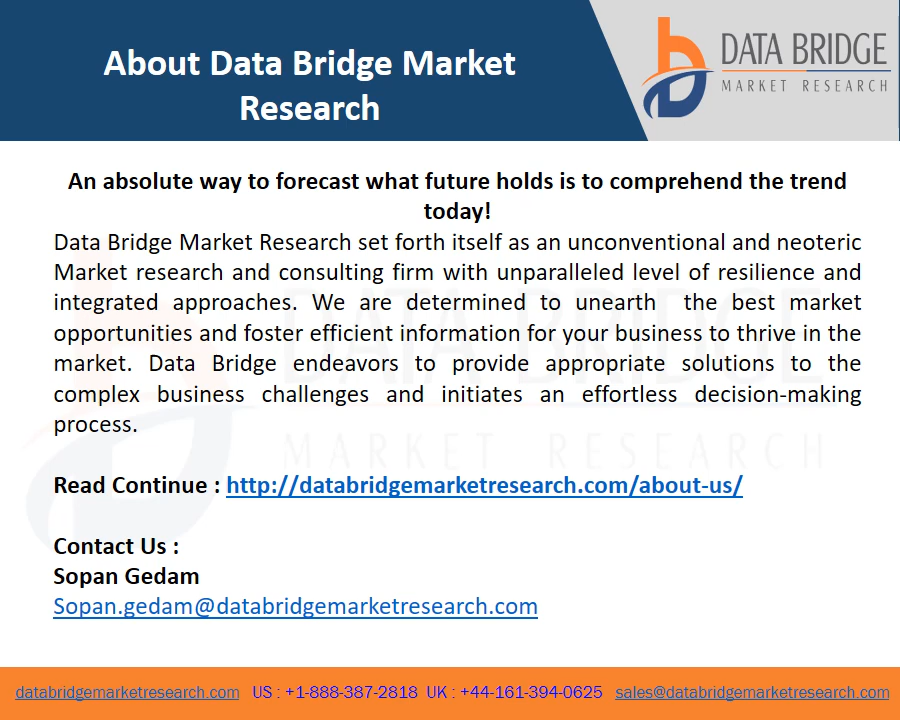 About Data Bridge Market
Research
DATA BRIDGE
MARKET RESEARCH
An absolute way to forecast what future holds is to comprehend the trend
today!
Data Bridge Market Research set forth itself as an unconventional and neoteric
Market research and consulting firm with unparalleled level of resilience and
integrated approaches. We are determined to unearth the best market
opportunities and foster efficient information for your business to thrive in the
market. Data Bridge endeavors to provide appropriate solutions to the
complex business challenges and initiates an effortless decision-making
process.
DATA BRIDGE
MARKET RESEARCH
Read Continue : http://databridgemarketresearch.com/about-us/
Contact Us :
Sopan Gedam
Sopan.gedam@databridgemarketresearch.com
databridgemarketresearch.com US : +1-888-387-2818 UK : +44-161-394-0625 sales@databridgemarketresearch.com